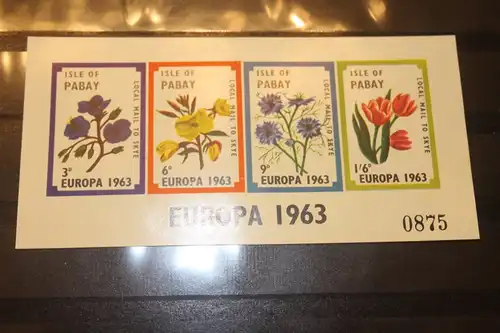 ISLE OF
PABAY
LOCAL MAIL TO SKYE
3ᵈ
EUROPA 1963
ISLE OF
PABAY
LOCAL MAIL TO SKYE
6ᵈ
EUROPA 1963
ISLE OF
PABAY
LOCAL MAIL TO SKYE
9ᵈ
EUROPA 1963
ISLE OF
PABAY
LOCAL MAIL TO SKYE
1/6ᵈ
EUROPA 1963
EUROPA 1963
0875